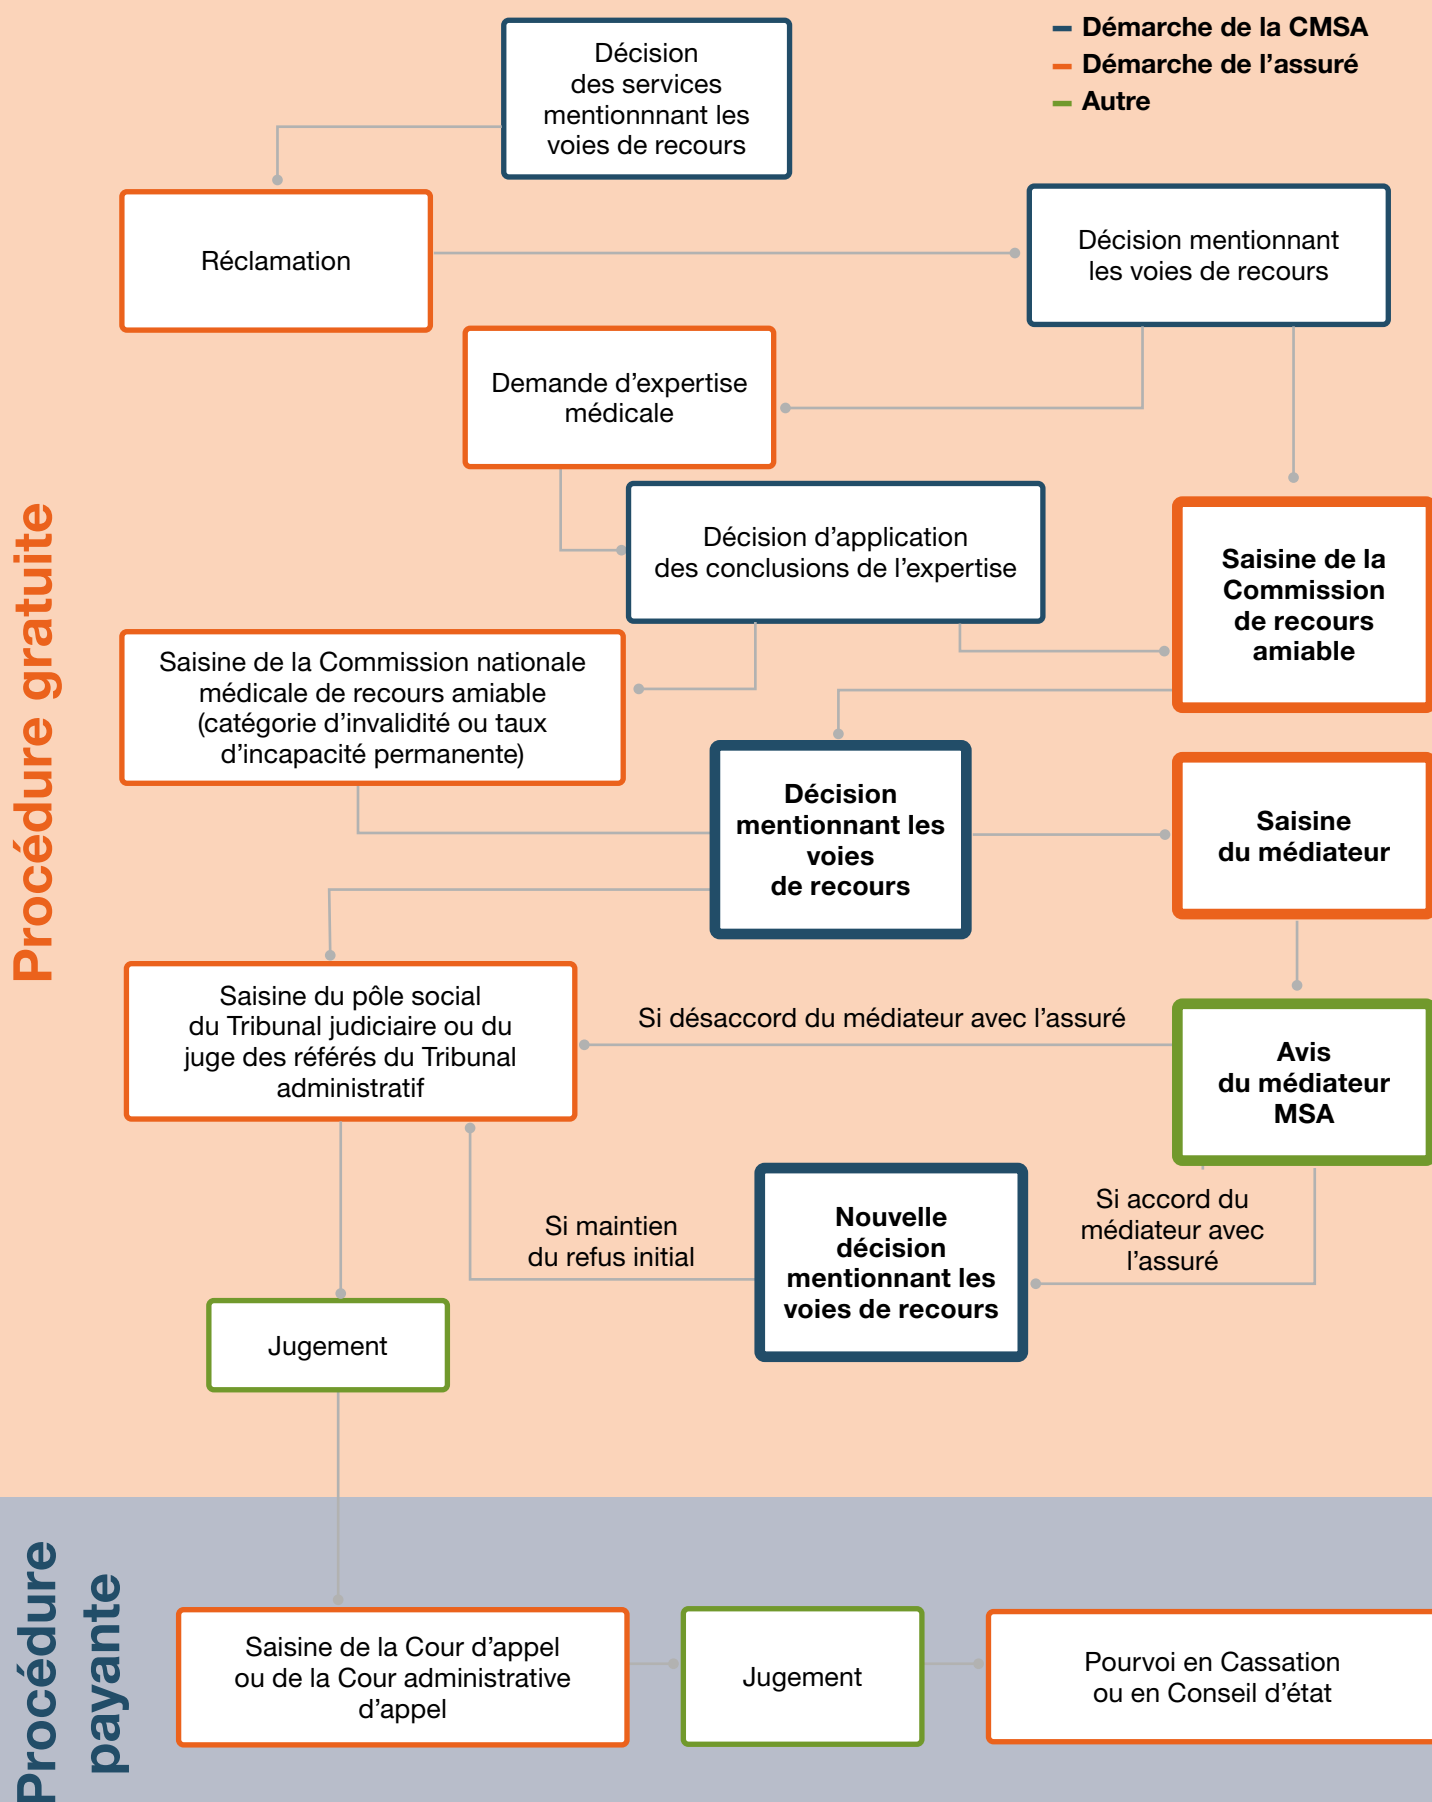 Démarche de la CMSA
Démarche de l'assuré
Autre
Décision
des services
mentionnnant les
voies de recours
Réclamation
Décision mentionnant
les voies de recours
Demande d'expertise
médicale
Décision d'application
des conclusions de l'expertise
Saisine de la
Commission
de recours
amiable
Saisine de la Commission nationale
médicale de recours amiable
(catégorie d'invalidité ou taux
d'incapacité permanente)
Décision
mentionnant les
voies
de recours
Saisine
du médiateur
Procédure gratuite
Saisine du pôle social
du Tribunal judiciaire ou du
juge des référés du Tribunal
administratif
Si désaccord du médiateur avec l'assuré
Avis
du médiateur
MSA
Si maintien
du refus initial
Nouvelle
décision
mentionnant les
voies de recours
Si accord du
médiateur avec
l'assuré
Jugement
Procédure
payante
Saisine de la Cour d'appel
ou de la Cour administrative
d'appel
Jugement
Pourvoi en Cassation
ou en Conseil d'état